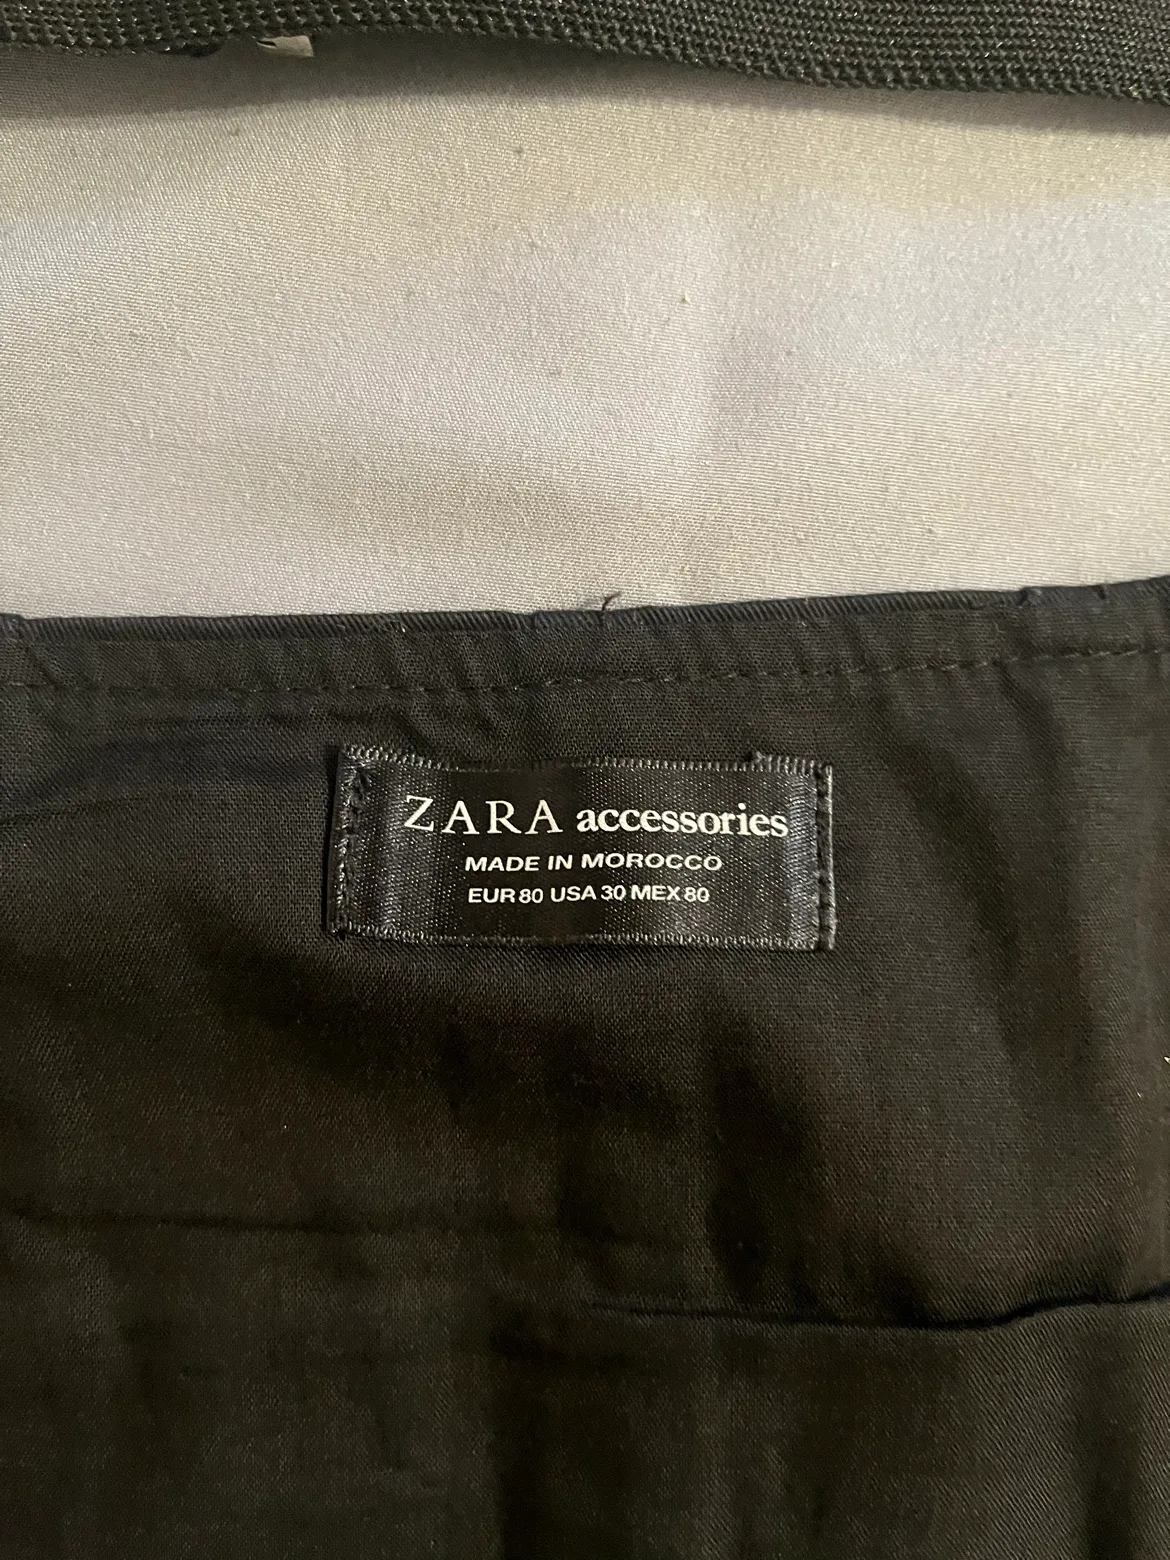 ZARA accessories
MADE IN MOROCCO
EUR 80 USA 30 MEX 80